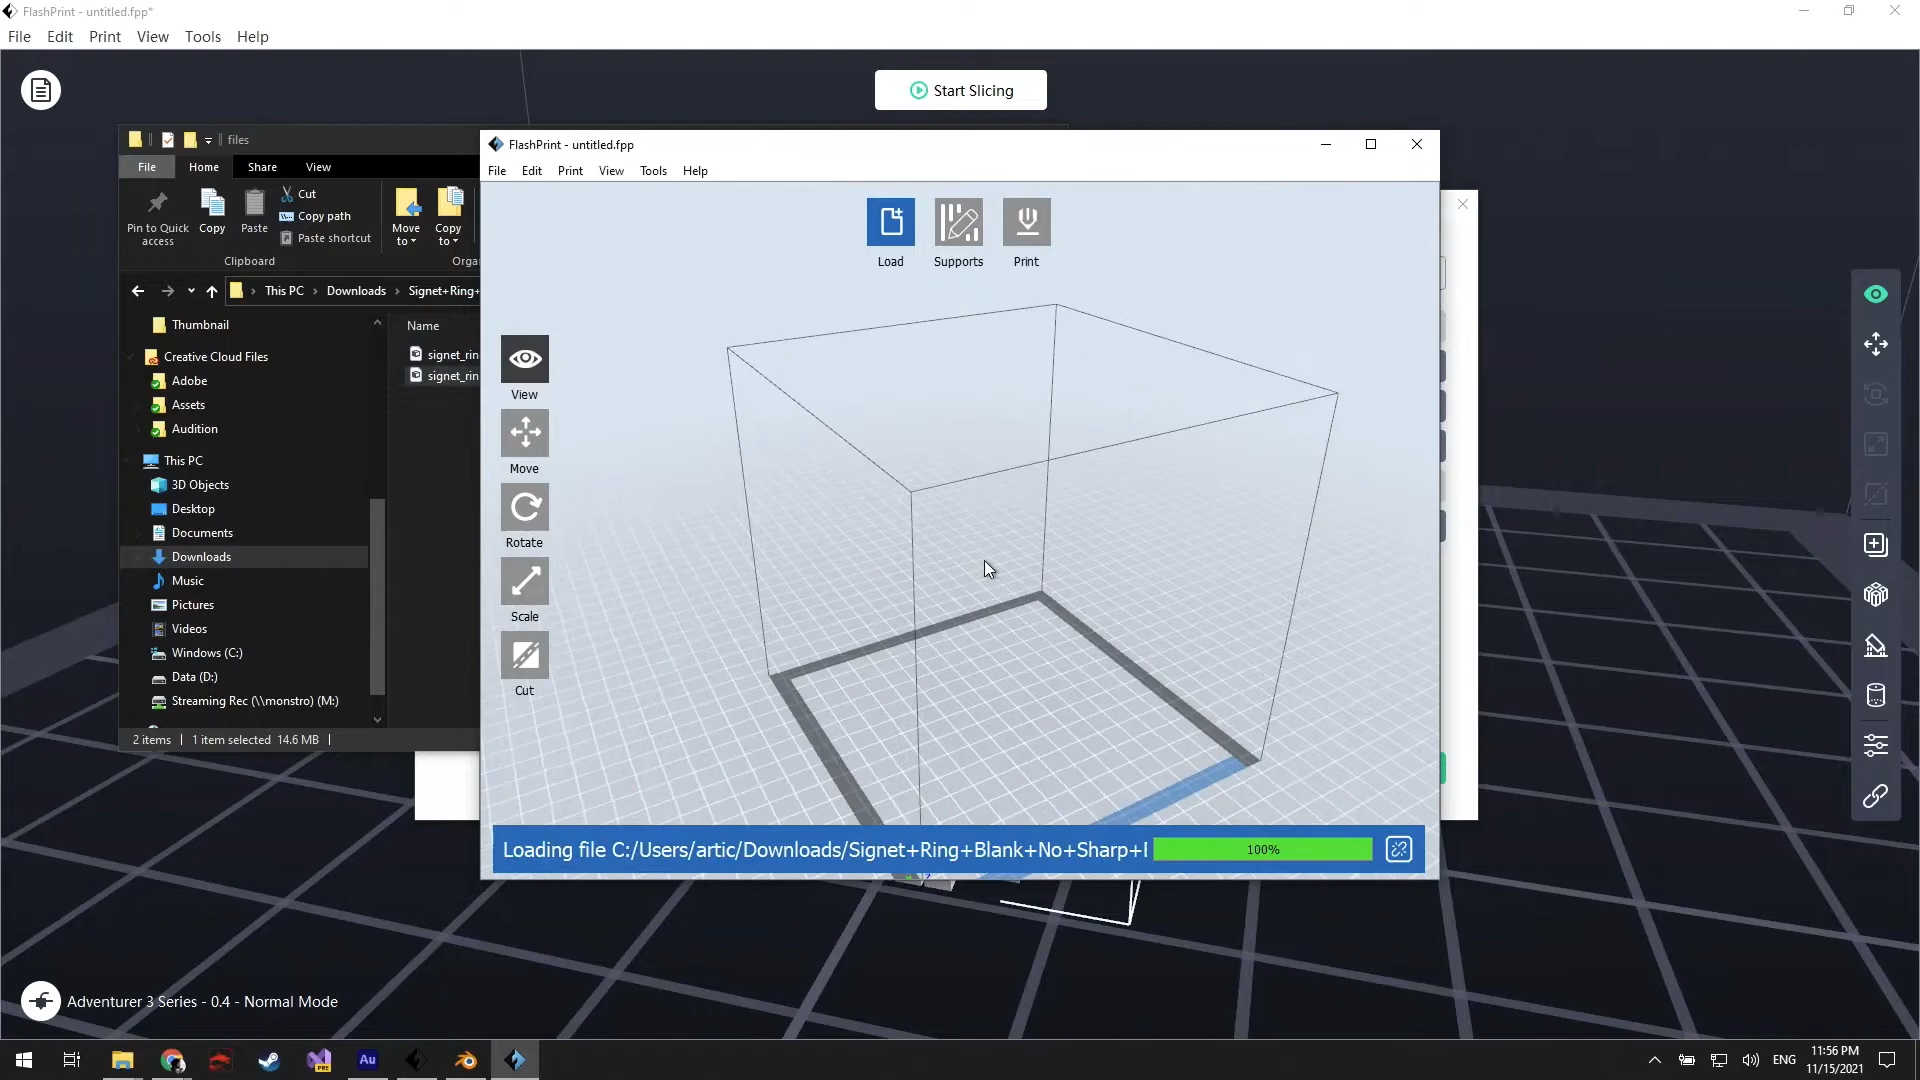 FlashPrint - untitled.fpp*
File Edit Print View Tools Help
Start Slicing
files
File Home Share View
Pin to Quick access
Copy
Paste
Cut
Copy path
Paste shortcut
Move to
Copy to
Clipboard
Orga
This PC > Downloads > Signet+Ring+
Name
signet_rin
signet_rin
Thumbnail
Creative Cloud Files
Adobe
Assets
Audition
This PC
3D Objects
Desktop
Documents
Downloads
Music
Pictures
Videos
Windows (C:)
Data (D:)
Streaming Rec (\\monstro) (M:)
2 items 1 item selected 14.6 MB
FlashPrint - untitled.fpp
File Edit Print View Tools Help
Load Supports Print
View
Move
Rotate
Scale
Cut
Loading file C:/Users/artic/Downloads/Signet+Ring+Blank+No+Sharp+
100%
Adventurer 3 Series - 0.4 - Normal Mode
PRE
Au
ENG
11:56 PM
11/15/2021